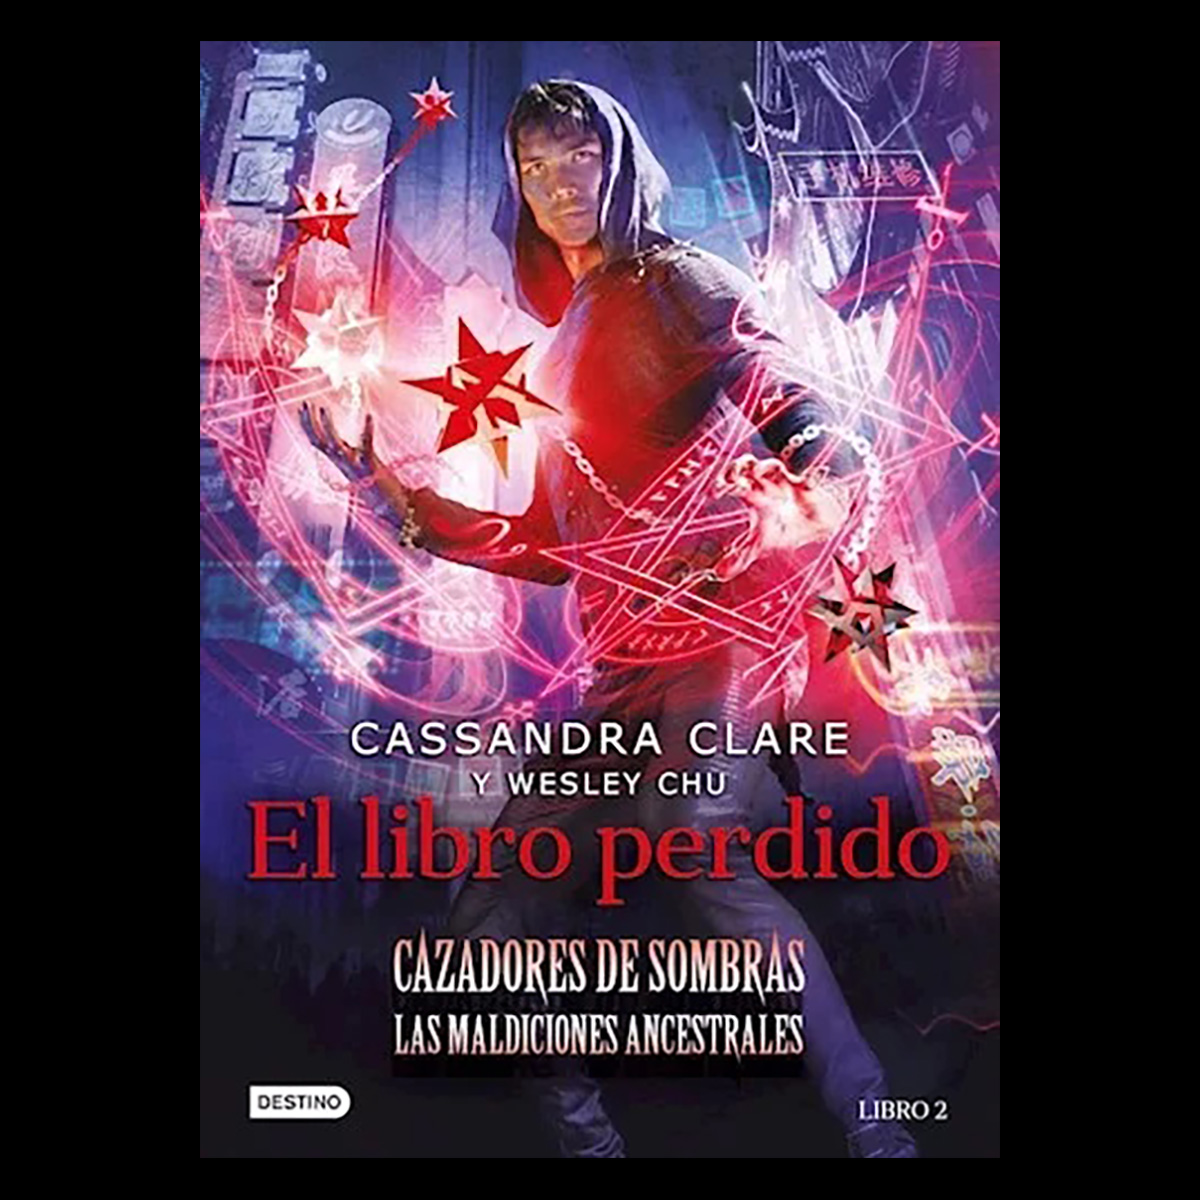 CASSANDRA CLARE
Y WESLEY CHU
El libro perdido
CAZADORES DE SOMBRAS
LAS MALDICIONES ANCESTRALES
DESTINO
LIBRO 2